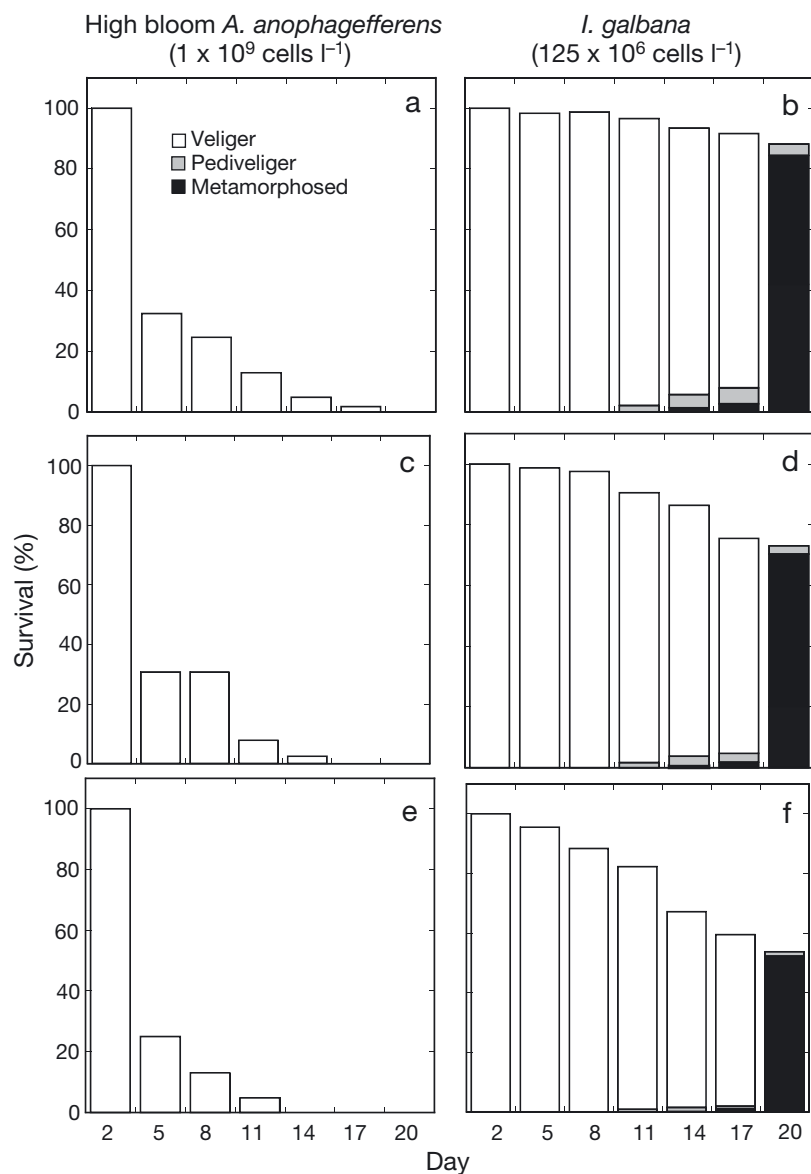 High bloom A. anophagefferens
(1 x 10⁹ cells l⁻¹)
I. galbana
(125 x 10⁶ cells l⁻¹)
a
100
80
60
40
20
0
Veliger
Pediveliger
Metamorphosed
b
c
100
80
60
40
20
0
d
Survival (%)
e
100
80
60
40
20
0
f
2 5 8 11 14 17 20
2 5 8 11 14 17 20
Day